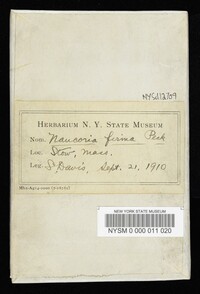 NYSf12709
HERBARIUM N. Y. STATE MUSEUM
NOM: Naucoria firma Peck
LOC: Stow, Mass.
LEG: S. Davis, Sept. 21, 1910
NEW YORK STATE MUSEUM
NYSM 0 000 011 020